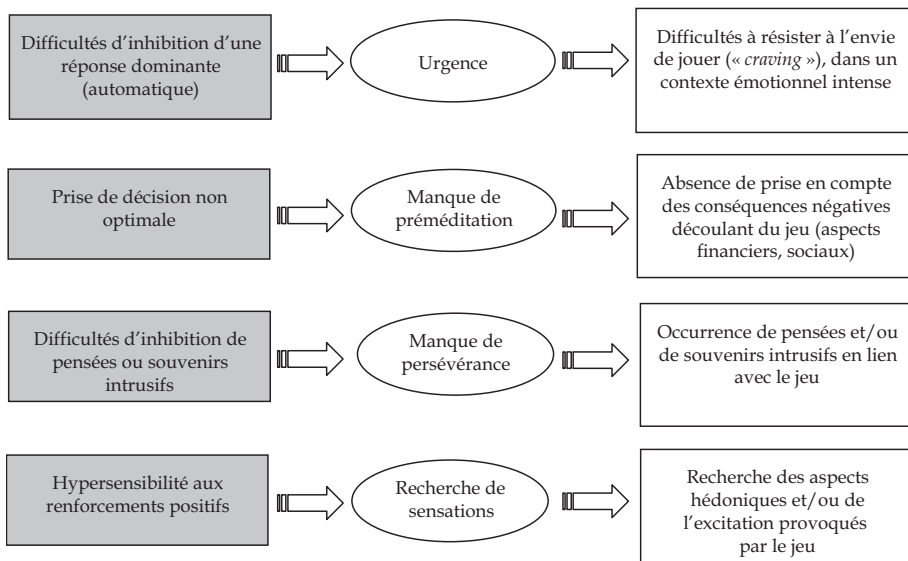 Difficultés d’inhibition d’une
réponse dominante
(automatique)
Urgence
Difficultés à résister à l’envie
de jouer (« craving »), dans un
contexte émotionnel intense
Prise de décision non
optimale
Manque de
préméditation
Absence de prise en compte
des conséquences négatives
découlant du jeu (aspects
financiers, sociaux)
Difficultés d’inhibition de
pensées ou souvenirs
intrusifs
Manque de
persévérance
Occurrence de pensées et/ou
de souvenirs intrusifs en lien
avec le jeu
Hypersensibilité aux
renforcements positifs
Recherche de
sensations
Recherche des aspects
hédoniques et/ou de
l’excitation provoqués
par le jeu